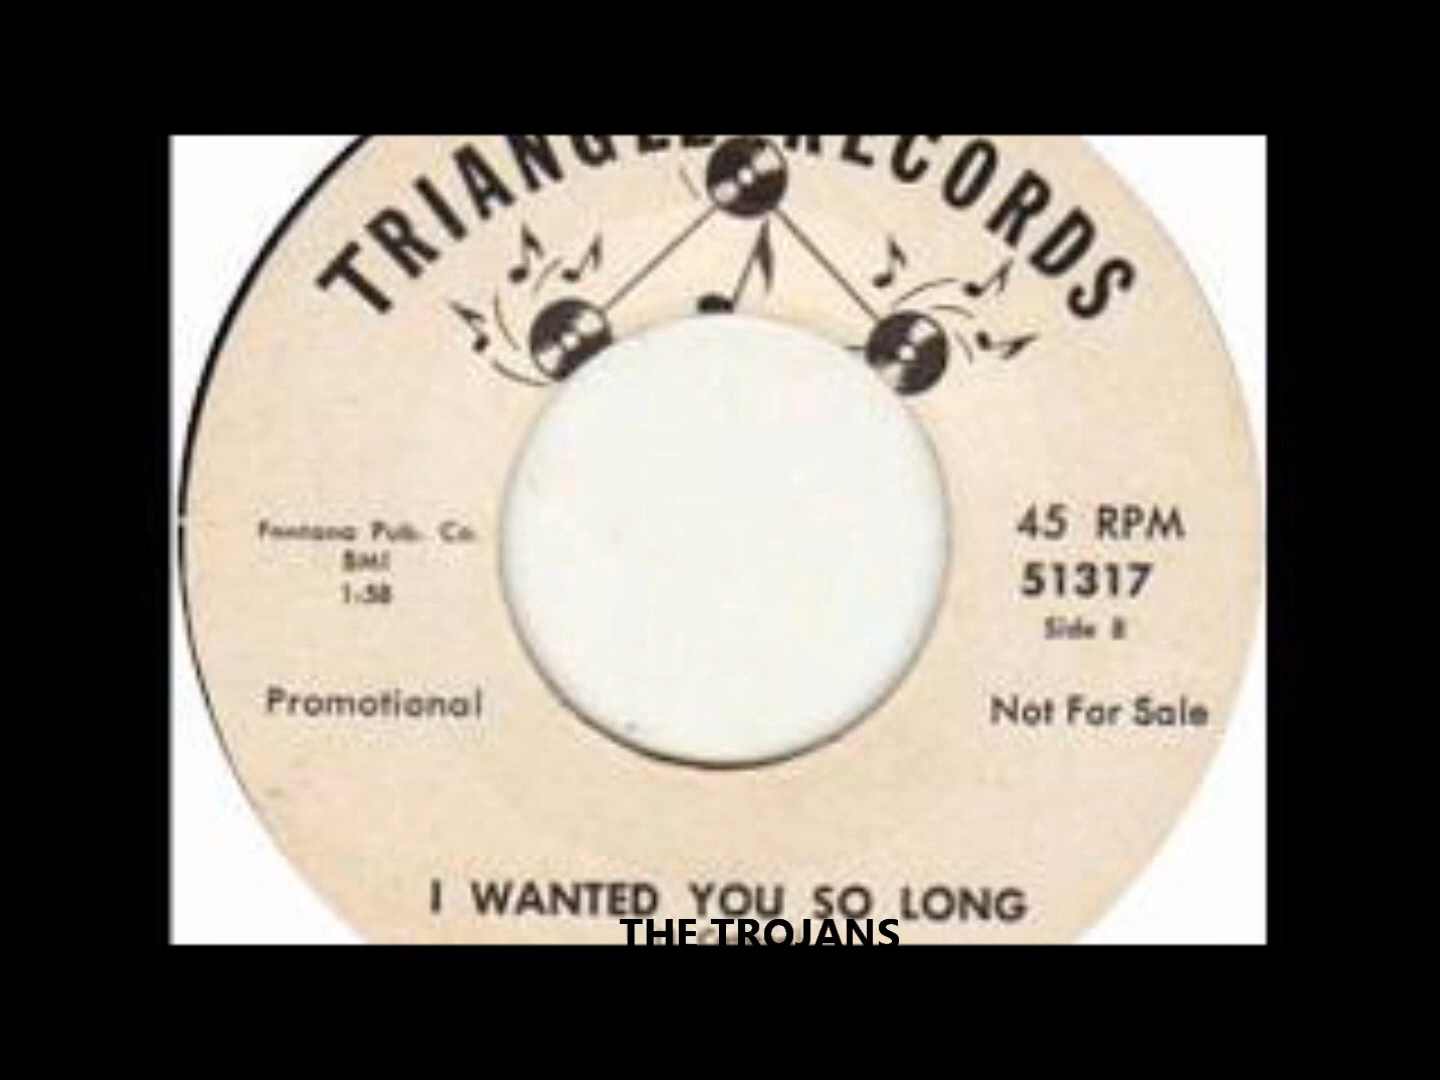 TRIANGLE RECORDS
Fontana Pub. Co.
BMI
1:58
45 RPM
51317
Side B
Promotional
Not For Sale
I WANTED YOU SO LONG
THE TROJANS